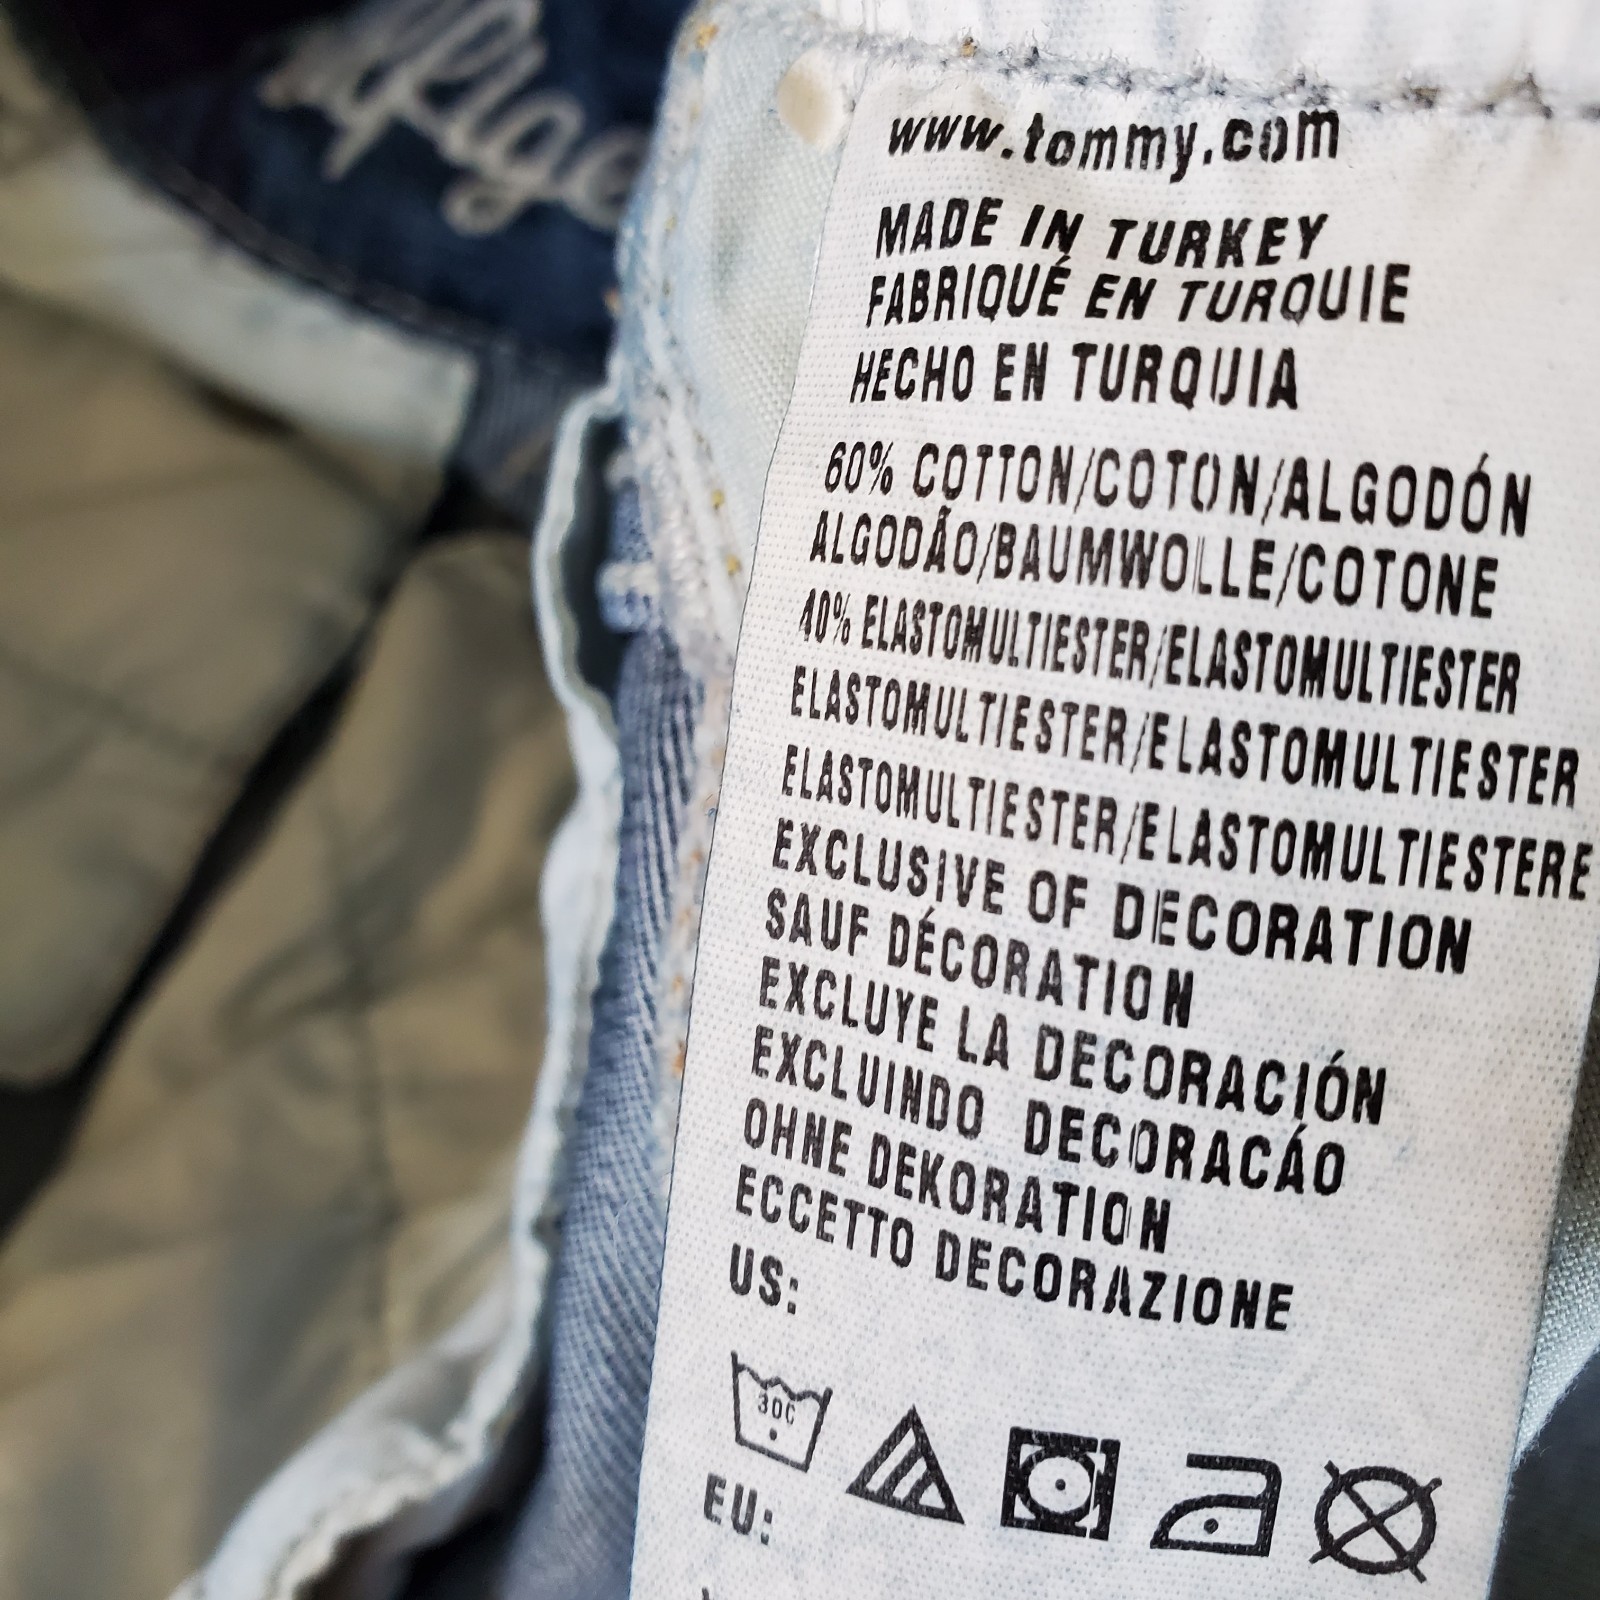 www.tommy.com
MADE IN TURKEY
FABRIQUÉ EN TURQUIE
HECHO EN TURQUIA
60% COTTON/COTON/ALGODÓN
ALGODÃO/BAUMWOLLE/COTONE
40% ELASTOMULTIESTER/ELASTOMULTIESTER
ELASTOMULTIESTER/ELASTOMULTIESTER
ELASTOMULTIESTER/ELASTOMULTIESTERE
EXCLUSIVE OF DECORATION
SAUF DÉCORATION
EXCLUYE LA DECORACIÓN
EXCLUINDO DECORACÁO
OHNE DEKORATION
ECCETTO DECORAZIONE
US:
30C
EU: